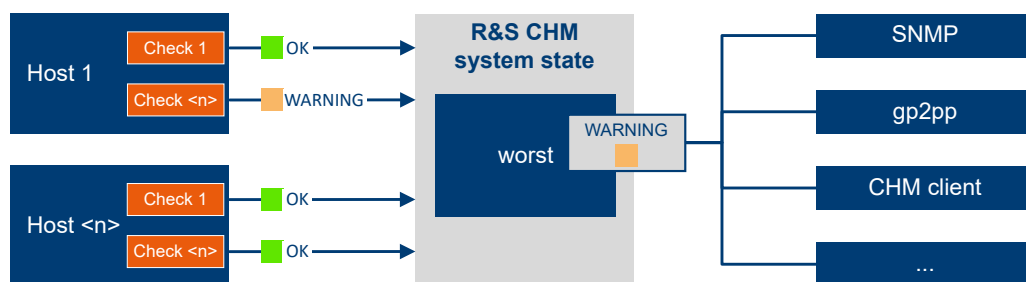 Host 1
Check 1
OK
Check <n>
WARNING
Host <n>
Check 1
OK
Check <n>
OK
R&S CHM
system state
worst
WARNING
SNMP
gp2pp
CHM client
...